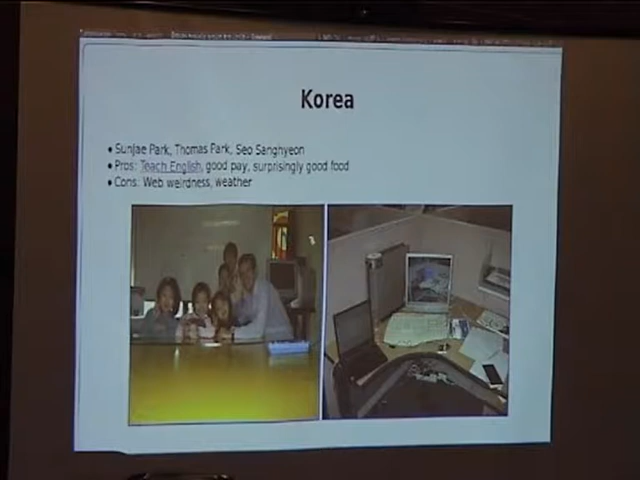 Korea
• Sunjae Park, Thomas Park, Seo Sanghyeon
• Pros: Teach English, good pay, surprisingly good food
• Cons: Web weirdness, weather